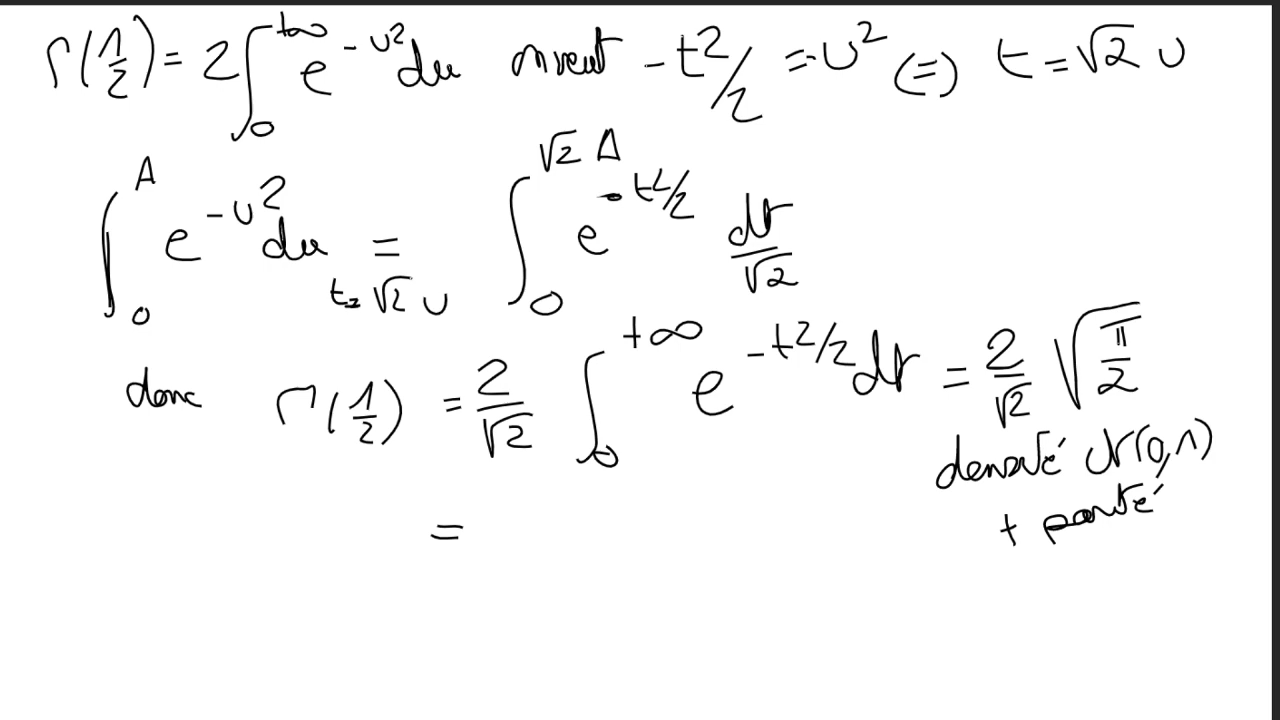 Γ(1/2) = 2 ∫_0^{+∞} e^{-u²} du on veut - t²/2 = -u² (=) t = √2 u
∫_0^A e^{-u²} du =_{t=√2 u} ∫_0^{√2 A} e^{-t²/2} dt/√2
donc Γ(1/2) = 2/√2 ∫_0^{+∞} e^{-t²/2} dt = 2/√2 √(π/2)
densité N(0,1)
+ parité
=